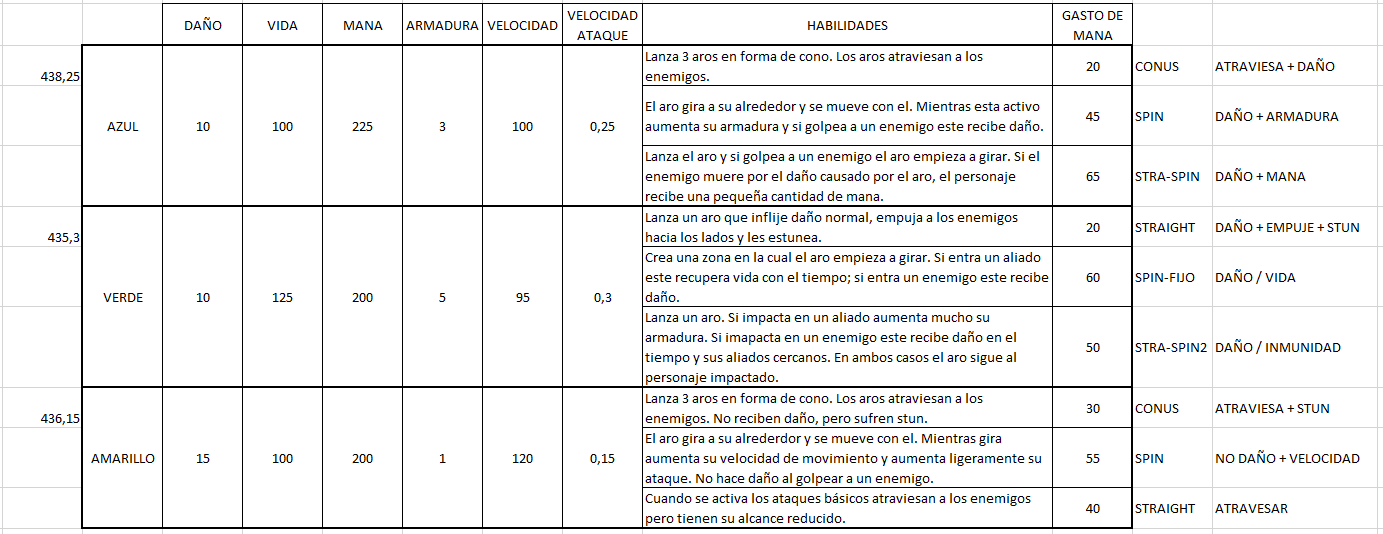 DAÑO VIDA MANA ARMADURA VELOCIDAD VELOCIDAD ATAQUE HABILIDADES GASTO DE MANA
438,25
AZUL 10 100 225 3 100 0,25
Lanza 3 aros en forma de cono. Los aros atraviesan a los
enemigos.
20 CONUS ATRAVIESA + DAÑO
El aro gira a su alrededor y se mueve con el. Mientras esta activo
aumenta su armadura y si golpea a un enemigo este recibe daño.
45 SPIN DAÑO + ARMADURA
Lanza el aro y si golpea a un enemigo el aro empieza a girar. Si el
enemigo muere por el daño causado por el aro, el personaje
recibe una pequeña cantidad de mana.
65 STRA-SPIN DAÑO + MANA
435,3
VERDE 10 125 200 5 95 0,3
Lanza un aro que inflije daño normal, empuja a los enemigos
hacia los lados y les estunea.
20 STRAIGHT DAÑO + EMPUJE + STUN
Crea una zona en la cual el aro empieza a girar. Si entra un aliado
este recupera vida con el tiempo; si entra un enemigo este recibe
daño.
60 SPIN-FIJO DAÑO / VIDA
Lanza un aro. Si impacta en un aliado aumenta mucho su
armadura. Si imapacta en un enemigo este recibe daño en el
tiempo y sus aliados cercanos. En ambos casos el aro sigue al
personaje impactado.
50 STRA-SPIN2 DAÑO / INMUNIDAD
436,15
AMARILLO 15 100 200 1 120 0,15
Lanza 3 aros en forma de cono. Los aros atraviesan a los
enemigos. No reciben daño, pero sufren stun.
30 CONUS ATRAVIESA + STUN
El aro gira a su alrederdor y se mueve con el. Mientras gira
aumenta su velocidad de movimiento y aumenta ligeramente su
ataque. No hace daño al golpear a un enemigo.
55 SPIN NO DAÑO + VELOCIDAD
Cuando se activa los ataques básicos atraviesan a los enemigos
pero tienen su alcance reducido.
40 STRAIGHT ATRAVESAR